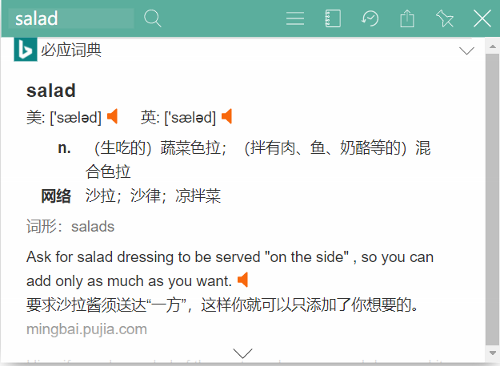 salad
必应词典
salad
美: ['sæləd] 英: ['sæləd]
n. （生吃的）蔬菜色拉；（拌有肉、鱼、奶酪等的）混
合色拉
网络 沙拉；沙律；凉拌菜
词形：salads
Ask for salad dressing to be served "on the side" , so you can
add only as much as you want.
要求沙拉酱须送达“一方”，这样你就可以只添加了你想要的。
mingbai.pujia.com